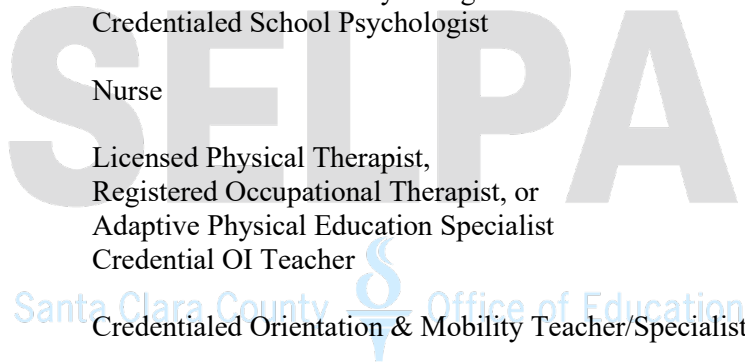 Credentialed School Psychologist
Nurse
Licensed Physical Therapist,
Registered Occupational Therapist, or
Adaptive Physical Education Specialist
Credential OI Teacher
Credentialed Orientation & Mobility Teacher/Specialist
SELPA
Santa Clara County Office of Education